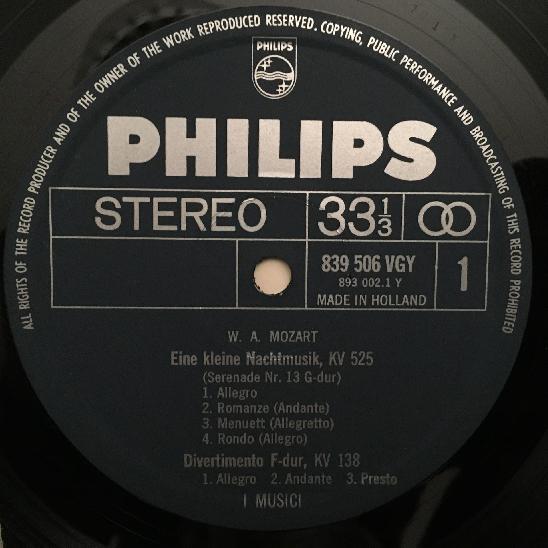 ALL RIGHTS OF THE RECORD PRODUCER AND OF THE OWNER OF THE WORK REPRODUCED RESERVED. COPYING, PUBLIC PERFORMANCE AND BROADCASTING OF THIS RECORD PROHIBITED
PHILIPS
PHILIPS
STEREO 33 1/3
839 506 VGY 1
893 002.1 Y
MADE IN HOLLAND
W. A. MOZART
Eine kleine Nachtmusik, KV 525
(Serenade Nr. 13 G-dur)
1. Allegro
2. Romanze (Andante)
3. Menuett (Allegretto)
4. Rondo (Allegro)
Divertimento F-dur, KV 138
1. Allegro 2. Andante 3. Presto
I MUSICI